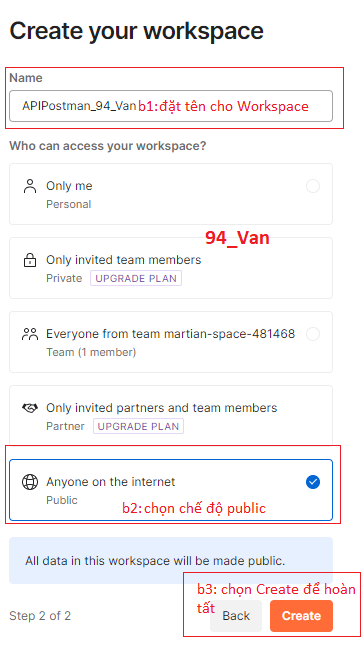 Create your workspace
Name
APIPostman_94_Van b1:đặt tên cho Workspace
Who can access your workspace?
Only me
Personal
94_Van
Only invited team members
Private UPGRADE PLAN
Everyone from team martian-space-481468
Team (1 member)
Only invited partners and team members
Partner UPGRADE PLAN
Anyone on the internet
Public
b2:chọn chế độ public
All data in this workspace will be made public.
b3: chọn Create để hoàn
tất
Step 2 of 2 Back Create